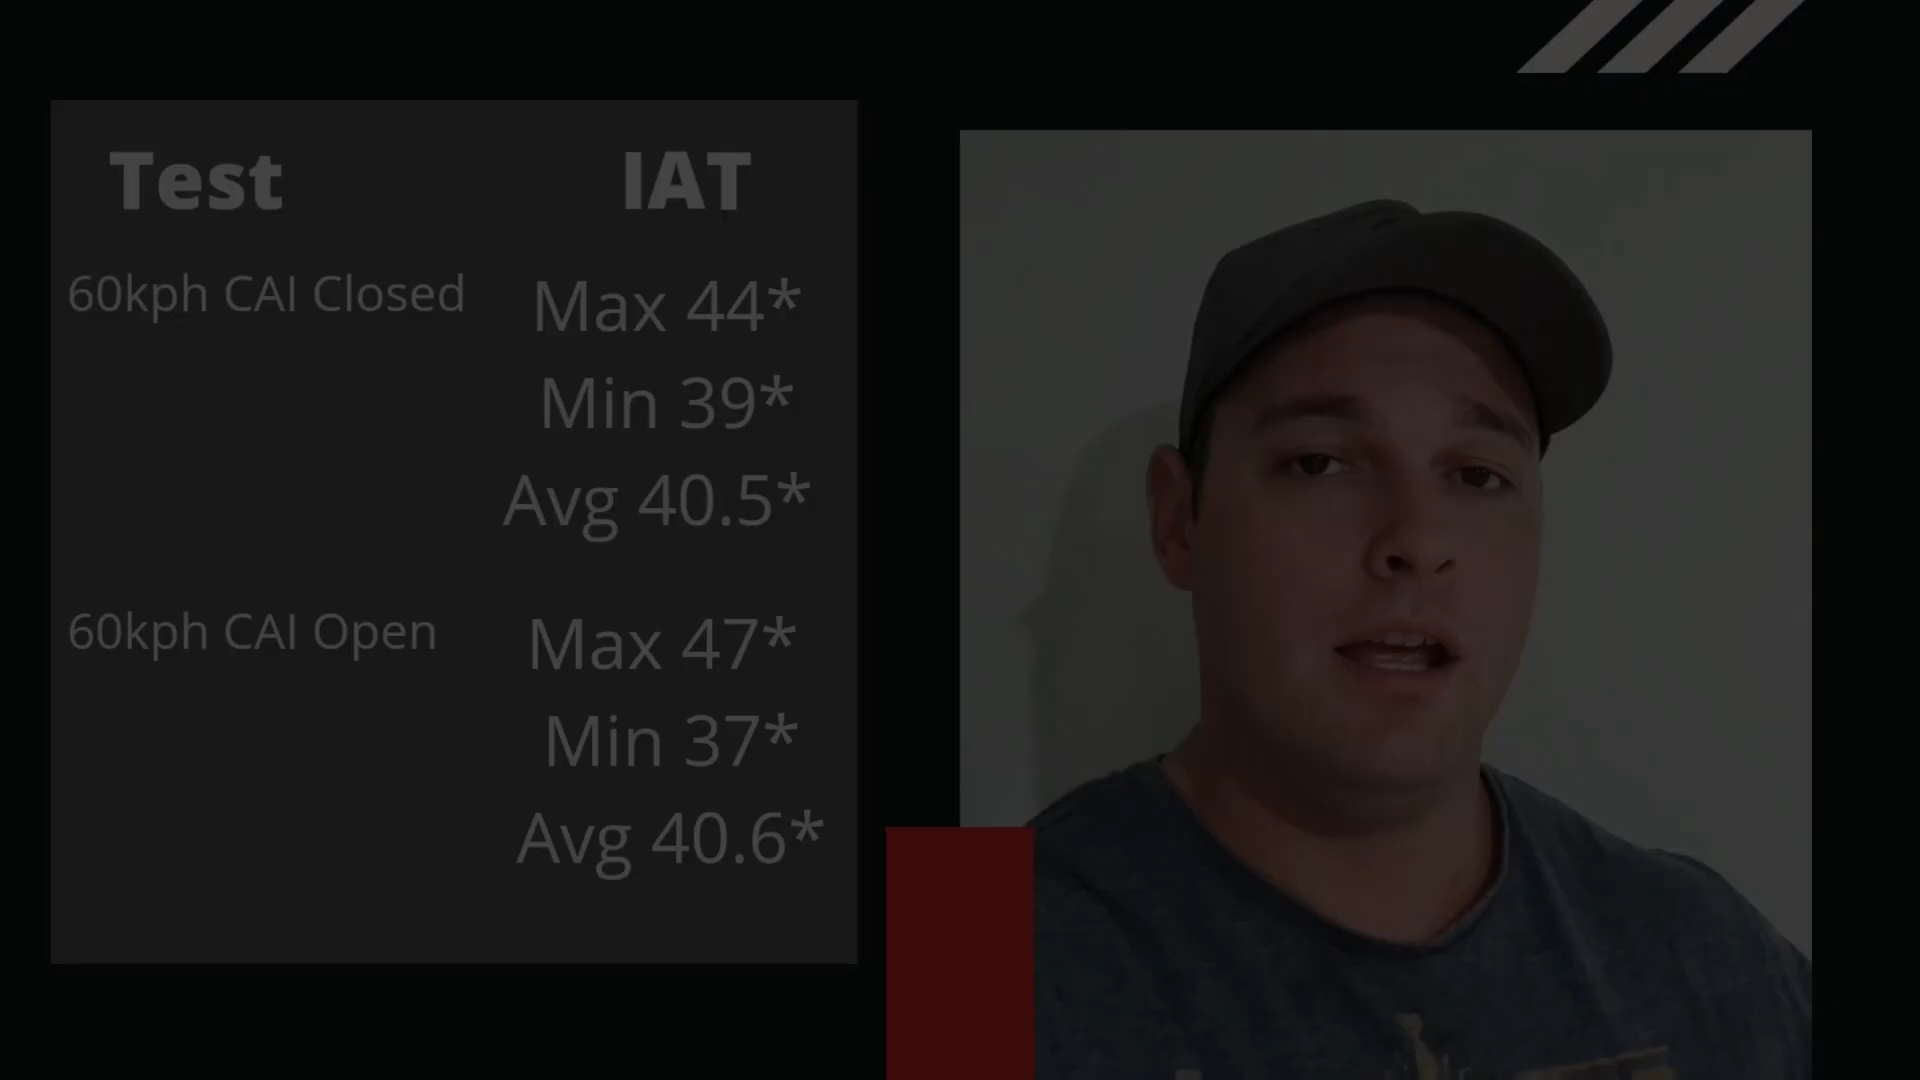 Test IAT
60kph CAI Closed Max 44*
Min 39*
Avg 40.5*
60kph CAI Open Max 47*
Min 37*
Avg 40.6*